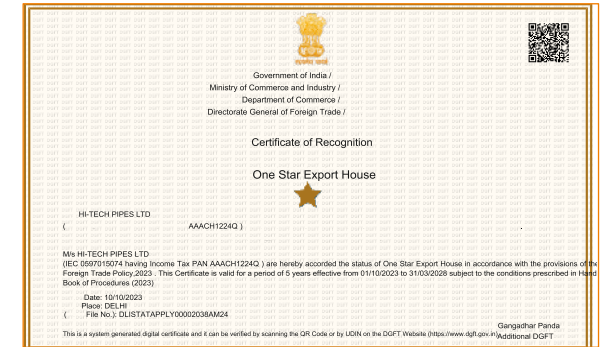 Government of India /
Ministry of Commerce and Industry /
Department of Commerce /
Directorate General of Foreign Trade /
Certificate of Recognition
One Star Export House
HI-TECH PIPES LTD
( AAACH1224Q )
M/s HI-TECH PIPES LTD
(IEC 0597015074 having Income Tax PAN AAACH1224Q ) are hereby accorded the status of One Star Export House in accordance with the provisions of the
Foreign Trade Policy,2023 . This Certificate is valid for a period of 5 years effective from 01/10/2023 to 31/03/2028 subject to the conditions prescribed in Hand
Book of Procedures (2023)
Date: 10/10/2023
Place: DELHI
( File No.): DLISTATAPPLY00002038AM24
Gangadhar Panda
This is a system generated digital certificate and it can be verified by scanning the QR Code or by UDIN on the DGFT Website (https://www.dgft.gov.in)
Additional DGFT